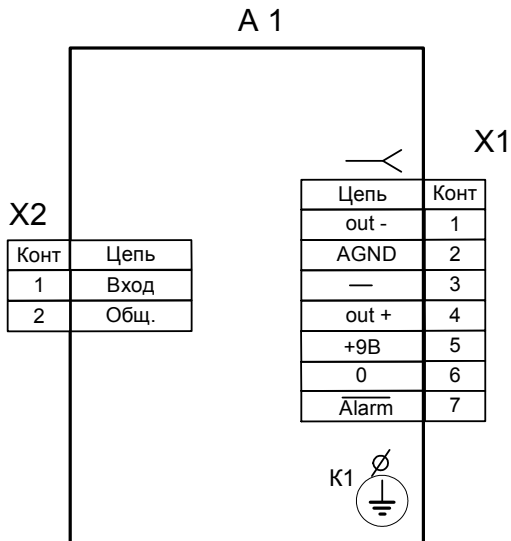 А 1
X1
Цепь Конт
out - 1
AGND 2
— 3
out + 4
+9В 5
0 6
Alarm 7
X2
Конт Цепь
1 Вход
2 Общ.
К1